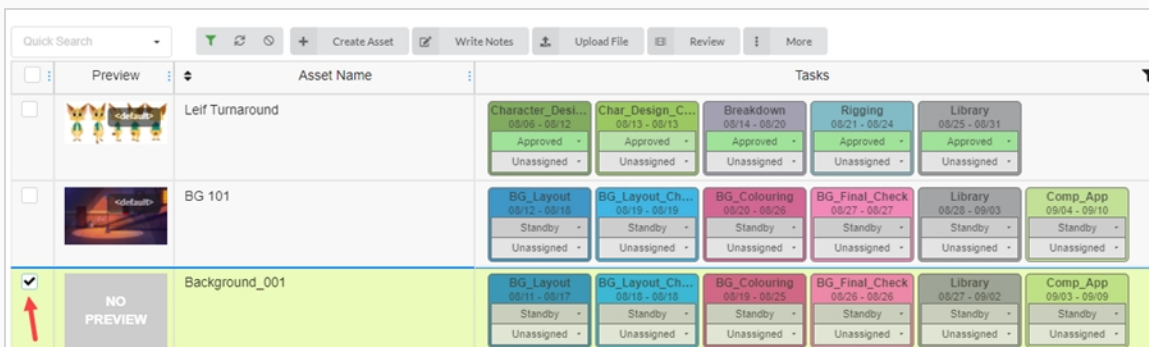 Quick Search Create Asset Write Notes Upload File Review More
Preview Asset Name Tasks
<default> Leif Turnaround
Character_Desi... Char_Design_C... Breakdown Rigging Library
08/06 - 08/12 08/13 - 08/13 08/14 - 08/20 08/21 - 08/24 08/25 - 08/31
Approved Approved Approved Approved Approved
Unassigned Unassigned Unassigned Unassigned Unassigned
<default> BG 101
BG_Layout BG_Layout_Ch... BG_Colouring BG_Final_Check Library Comp_App
08/12 - 08/18 08/19 - 08/19 08/20 - 08/26 08/27 - 08/27 08/28 - 09/03 09/04 - 09/10
Standby Standby Standby Standby Standby Standby
Unassigned Unassigned Unassigned Unassigned Unassigned Unassigned
NO PREVIEW Background_001
BG_Layout BG_Layout_Ch... BG_Colouring BG_Final_Check Library Comp_App
08/11 - 08/17 08/18 - 08/18 08/19 - 08/25 08/26 - 08/26 08/27 - 09/02 09/03 - 09/09
Standby Standby Standby Standby Standby Standby
Unassigned Unassigned Unassigned Unassigned Unassigned Unassigned